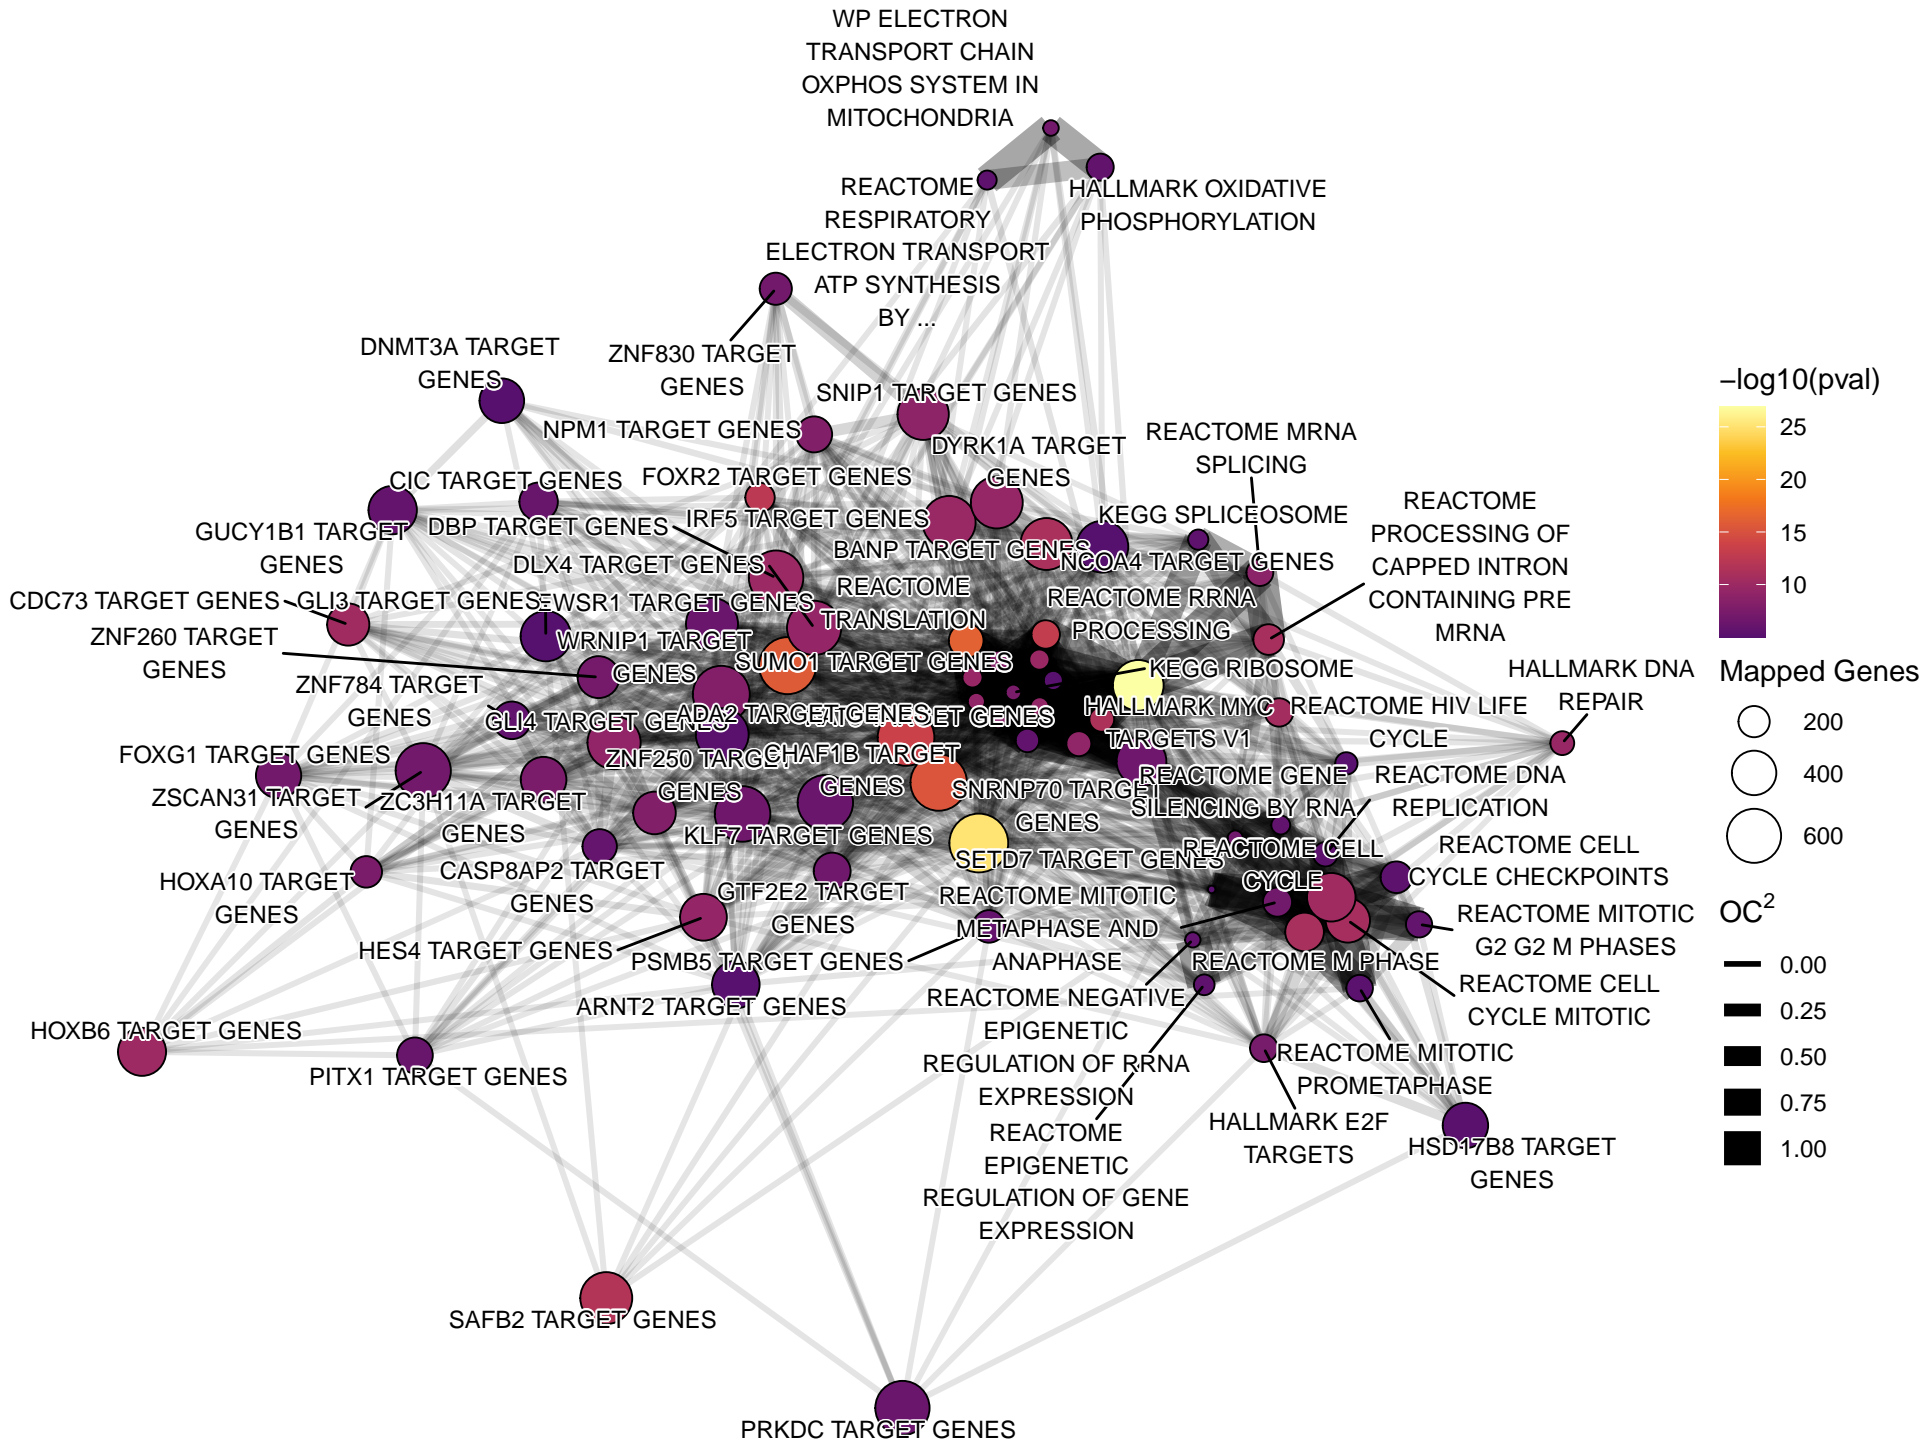 WP ELECTRON
TRANSPORT CHAIN
OXPHOS SYSTEM IN
MITOCHONDRIA
REACTOME
RESPIRATORY
ELECTRON TRANSPORT
ATP SYNTHESIS
BY ...
HALLMARK OXIDATIVE
PHOSPHORYLATION
DNMT3A TARGET
GENES
ZNF830 TARGET
GENES
SNIP1 TARGET GENES
NPM1 TARGET GENES
DYRK1A TARGET
GENES
REACTOME MRNA
SPLICING
CIC TARGET GENES
FOXR2 TARGET GENES
GUCY1B1 TARGET
GENES
DBP TARGET GENES
IRF5 TARGET GENES
KEGG SPLICEOSOME
REACTOME
PROCESSING OF
CAPPED INTRON
CONTAINING PRE
MRNA
BANP TARGET GENES
NCOA4 TARGET GENES
DLX4 TARGET GENES
REACTOME
TRANSLATION
REACTOME RRNA
PROCESSING
CDC73 TARGET GENES
GLI3 TARGET GENES
EWSR1 TARGET GENES
ZNF260 TARGET
GENES
WRNIP1 TARGET
GENES
SUMO1 TARGET GENES
KEGG RIBOSOME
HALLMARK DNA
REPAIR
ZNF784 TARGET
GENES
GLI4 TARGET GENES
ADA2 TARGET GENES
TARGET GENES
HALLMARK MYC
TARGETS V1
REACTOME HIV LIFE
CYCLE
FOXG1 TARGET GENES
ZNF250 TARGET
GENES
CHAF1B TARGET
GENES
ZSCAN31 TARGET
GENES
ZC3H11A TARGET
GENES
SNRNP70 TARGET
GENES
REACTOME GENE
SILENCING BY RNA
REACTOME DNA
REPLICATION
KLF7 TARGET GENES
SETD7 TARGET GENES
REACTOME CELL
CYCLE
REACTOME CELL
CYCLE CHECKPOINTS
HOXA10 TARGET
GENES
CASP8AP2 TARGET
GENES
GTF2E2 TARGET
GENES
REACTOME MITOTIC
METAPHASE AND
ANAPHASE
REACTOME MITOTIC
G2 G2 M PHASES
HES4 TARGET GENES
PSMB5 TARGET GENES
REACTOME M PHASE
REACTOME CELL
CYCLE MITOTIC
ARNT2 TARGET GENES
REACTOME NEGATIVE
EPIGENETIC
REGULATION OF RRNA
EXPRESSION
HOXB6 TARGET GENES
PITX1 TARGET GENES
REACTOME MITOTIC
PROMETAPHASE
REACTOME
EPIGENETIC
REGULATION OF GENE
EXPRESSION
HALLMARK E2F
TARGETS
HSD17B8 TARGET
GENES
SAFB2 TARGET GENES
PRKDC TARGET GENES
−log10(pval)
25
20
15
10
Mapped Genes
200
400
600
OC²
0.00
0.25
0.50
0.75
1.00